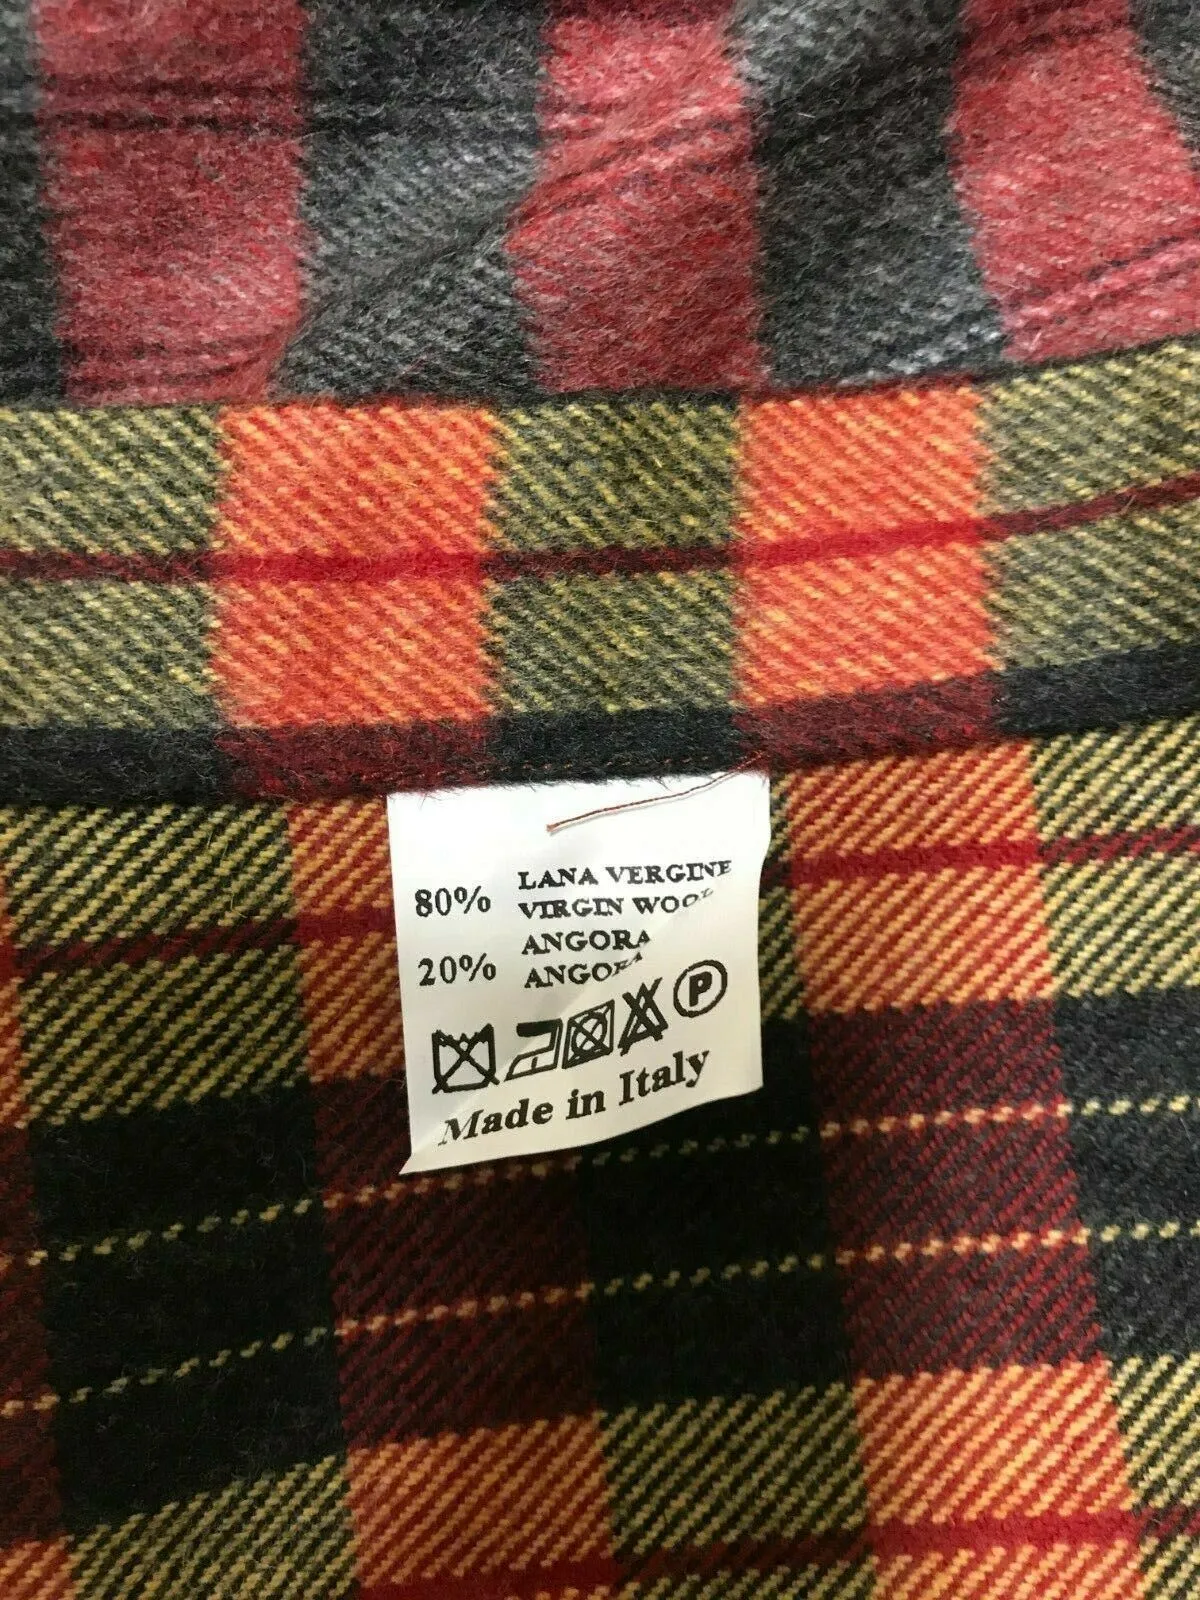 80% LANA VERGINE
VIRGIN WOOL
20% ANGORA
ANGORA
P
Made in Italy